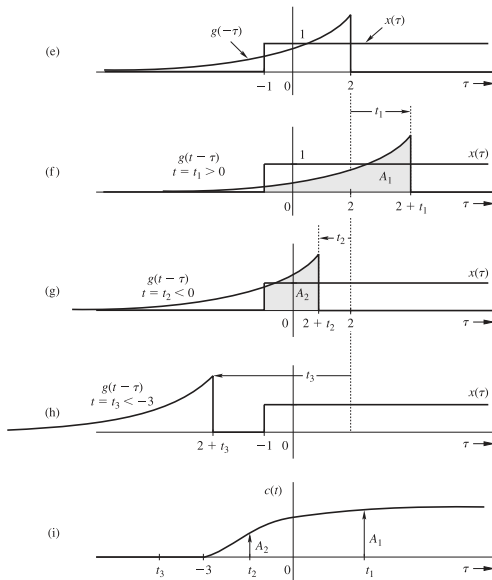 (e) g(−τ) 1 x(τ)
−1 0 2 τ →
t₁
(f) g(t − τ) 1 x(τ)
t = t₁ > 0 A₁
0 2 2 + t₁ τ →
t₂
(g) g(t − τ) x(τ)
t = t₂ < 0 A₂
0 2 + t₂ 2 τ →
t₃
(h) g(t − τ) x(τ)
t = t₃ < −3
2 + t₃ −1 0 τ →
c(t)
(i) A₂ A₁
t₃ −3 t₂ 0 t₁ τ →